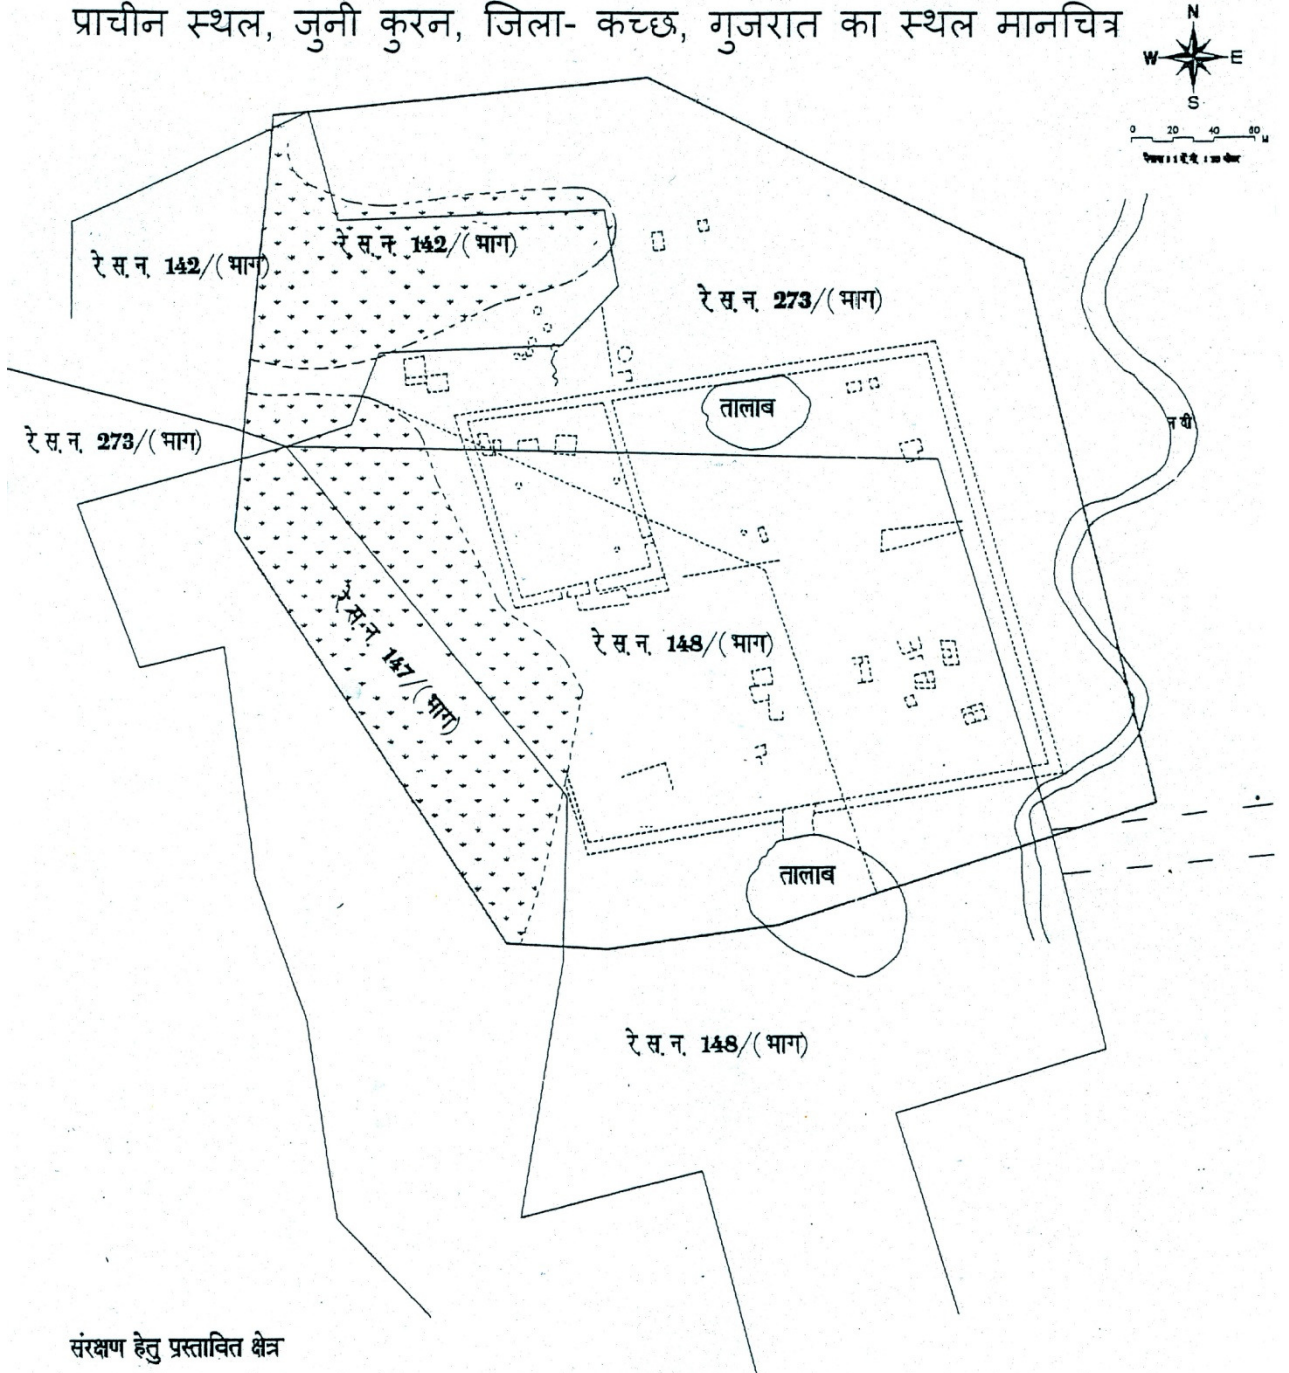 प्राचीन स्थल, जुनी कुरन, जिला- कच्छ, गुजरात का स्थल मानचित्र
N
W E
S
0 20 40 60 M
रे.स.न. 142/(भाग)
रे.स.न. 142/(भाग)
रे.स.न. 273/(भाग)
तालाब
नदी
रे.स.न. 273/(भाग)
रे.स.न. 147/(भाग)
रे.स.न. 148/(भाग)
तालाब
रे.स.न. 148/(भाग)
संरक्षण हेतु प्रस्तावित क्षेत्र